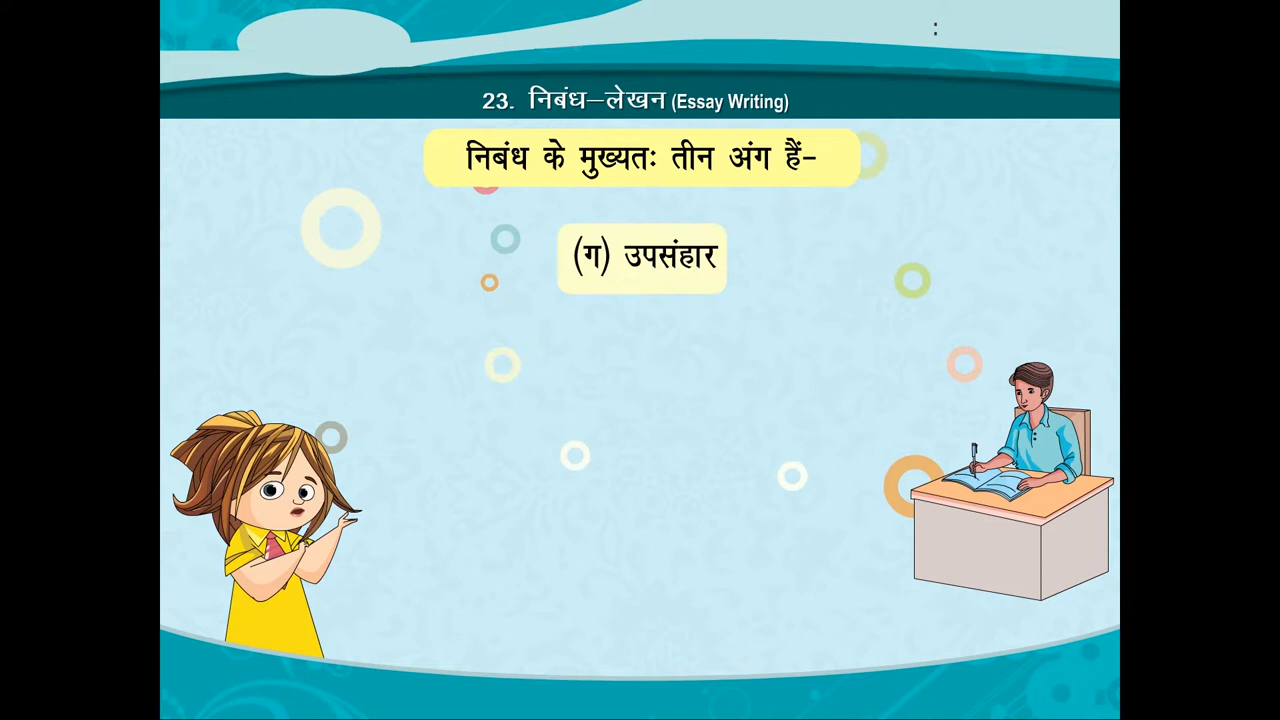 :
23. निबंध–लेखन (Essay Writing)
निबंध के मुख्यतः तीन अंग हैं-
(ग) उपसंहार